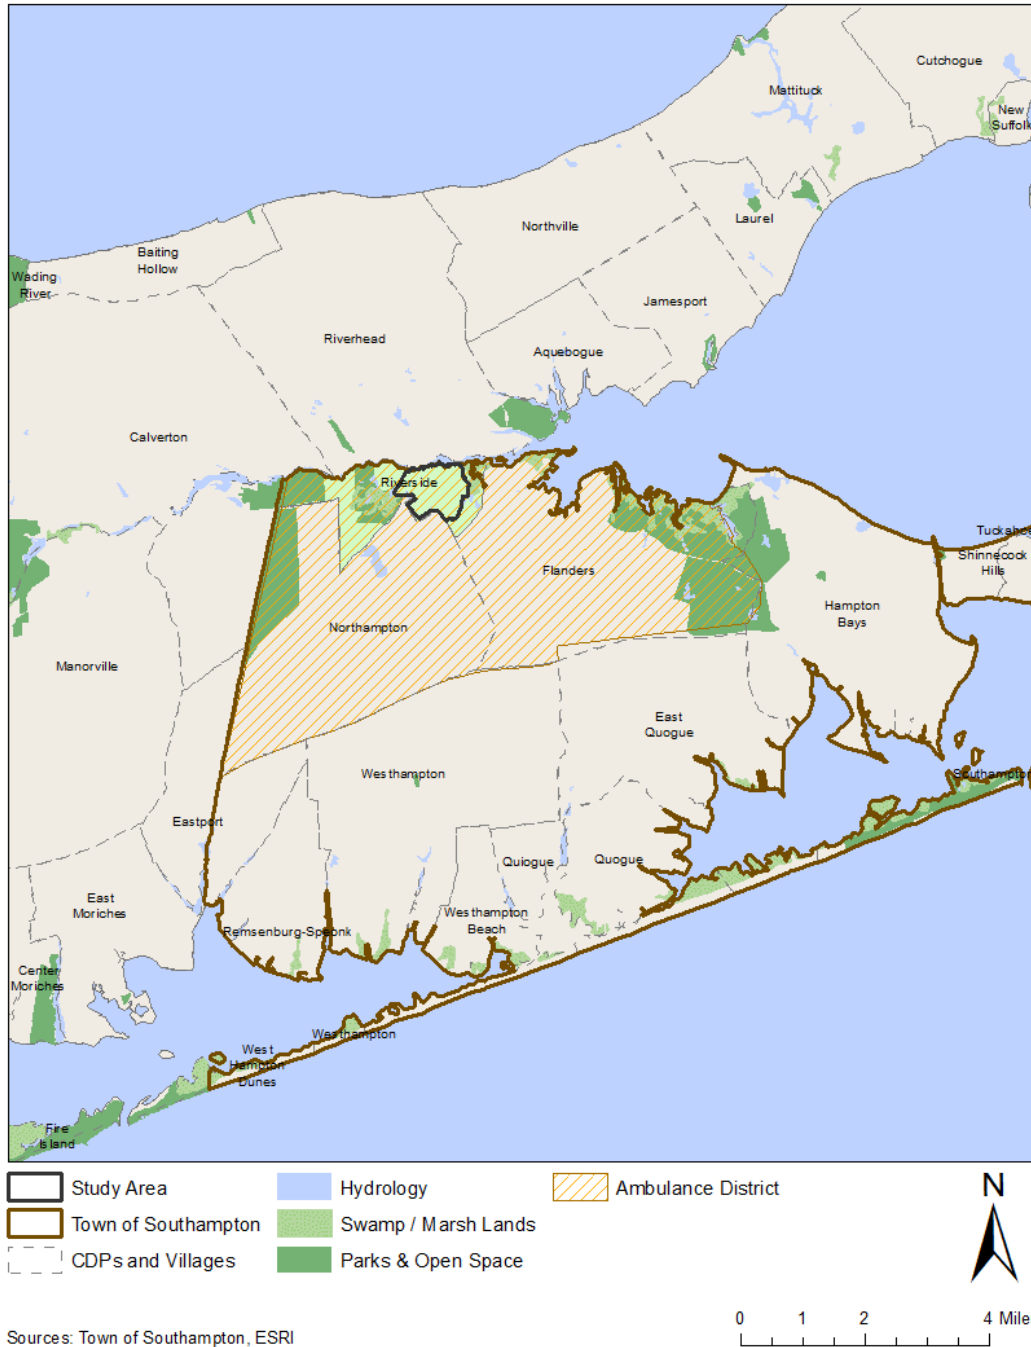 Cutchogue
Mattituck
New
Suffolk
Laurel
Northville
Baiting
Hollow
Wading
River
Jamesport
Riverhead
Aquebogue
Calverton
Riverside
Tuckahoe
Shinnecock
Hills
Flanders
Hampton
Bays
Northampton
Manorville
East
Quogue
Westhampton
Southampton
Eastport
Quiogue
Quogue
East
Moriches
Westhampton
Beach
Remsenburg-Speonk
Center
Moriches
Westhampton
West
Hampton
Dunes
Fire
Island
Study Area
Hydrology
Ambulance District
N
Town of Southampton
Swamp / Marsh Lands
CDPs and Villages
Parks & Open Space
0 1 2 4 Mile
Sources: Town of Southampton, ESRI